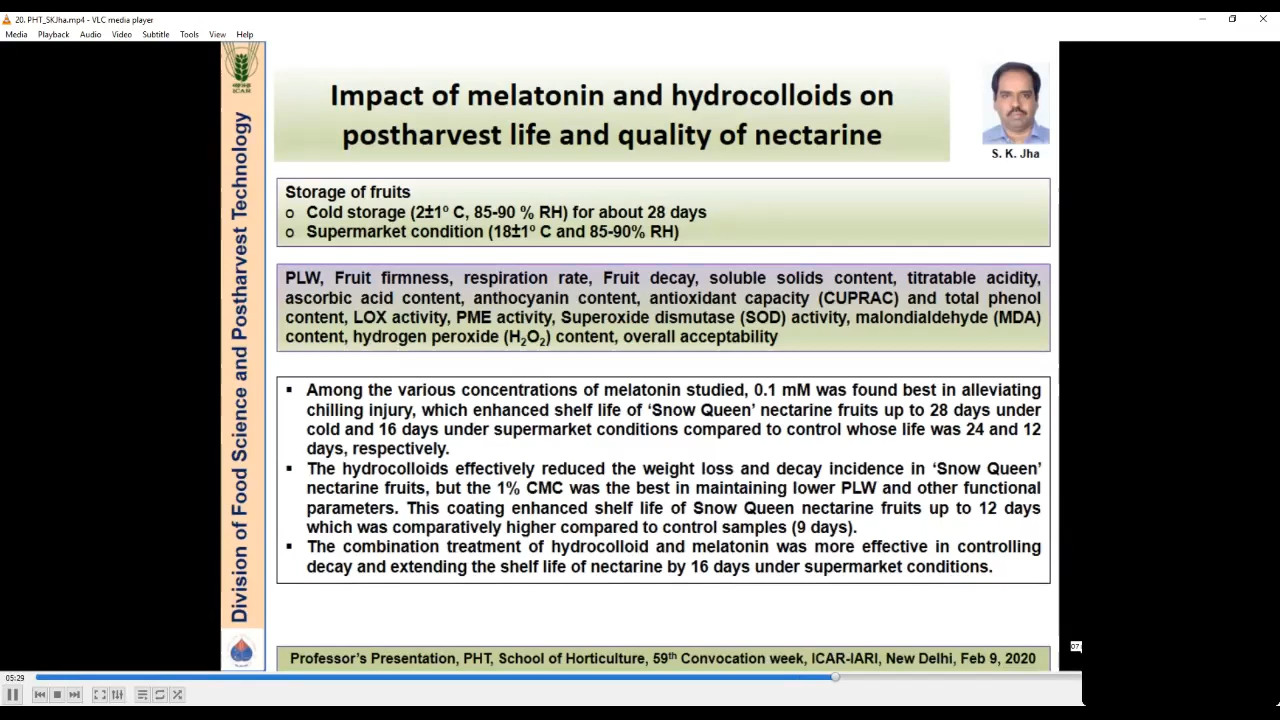 20. PHT_SKJha.mp4 - VLC media player
Media Playback Audio Video Subtitle Tools View Help
ICAR
Division of Food Science and Postharvest Technology
Impact of melatonin and hydrocolloids on
postharvest life and quality of nectarine
S. K. Jha
Storage of fruits
o Cold storage (2±1º C, 85-90 % RH) for about 28 days
o Supermarket condition (18±1º C and 85-90% RH)
PLW, Fruit firmness, respiration rate, Fruit decay, soluble solids content, titratable acidity,
ascorbic acid content, anthocyanin content, antioxidant capacity (CUPRAC) and total phenol
content, LOX activity, PME activity, Superoxide dismutase (SOD) activity, malondialdehyde (MDA)
content, hydrogen peroxide (H₂O₂) content, overall acceptability
▪ Among the various concentrations of melatonin studied, 0.1 mM was found best in alleviating
chilling injury, which enhanced shelf life of ‘Snow Queen’ nectarine fruits up to 28 days under
cold and 16 days under supermarket conditions compared to control whose life was 24 and 12
days, respectively.
▪ The hydrocolloids effectively reduced the weight loss and decay incidence in ‘Snow Queen’
nectarine fruits, but the 1% CMC was the best in maintaining lower PLW and other functional
parameters. This coating enhanced shelf life of Snow Queen nectarine fruits up to 12 days
which was comparatively higher compared to control samples (9 days).
▪ The combination treatment of hydrocolloid and melatonin was more effective in controlling
decay and extending the shelf life of nectarine by 16 days under supermarket conditions.
Professor’s Presentation, PHT, School of Horticulture, 59th Convocation week, ICAR-IARI, New Delhi, Feb 9, 2020
05:29